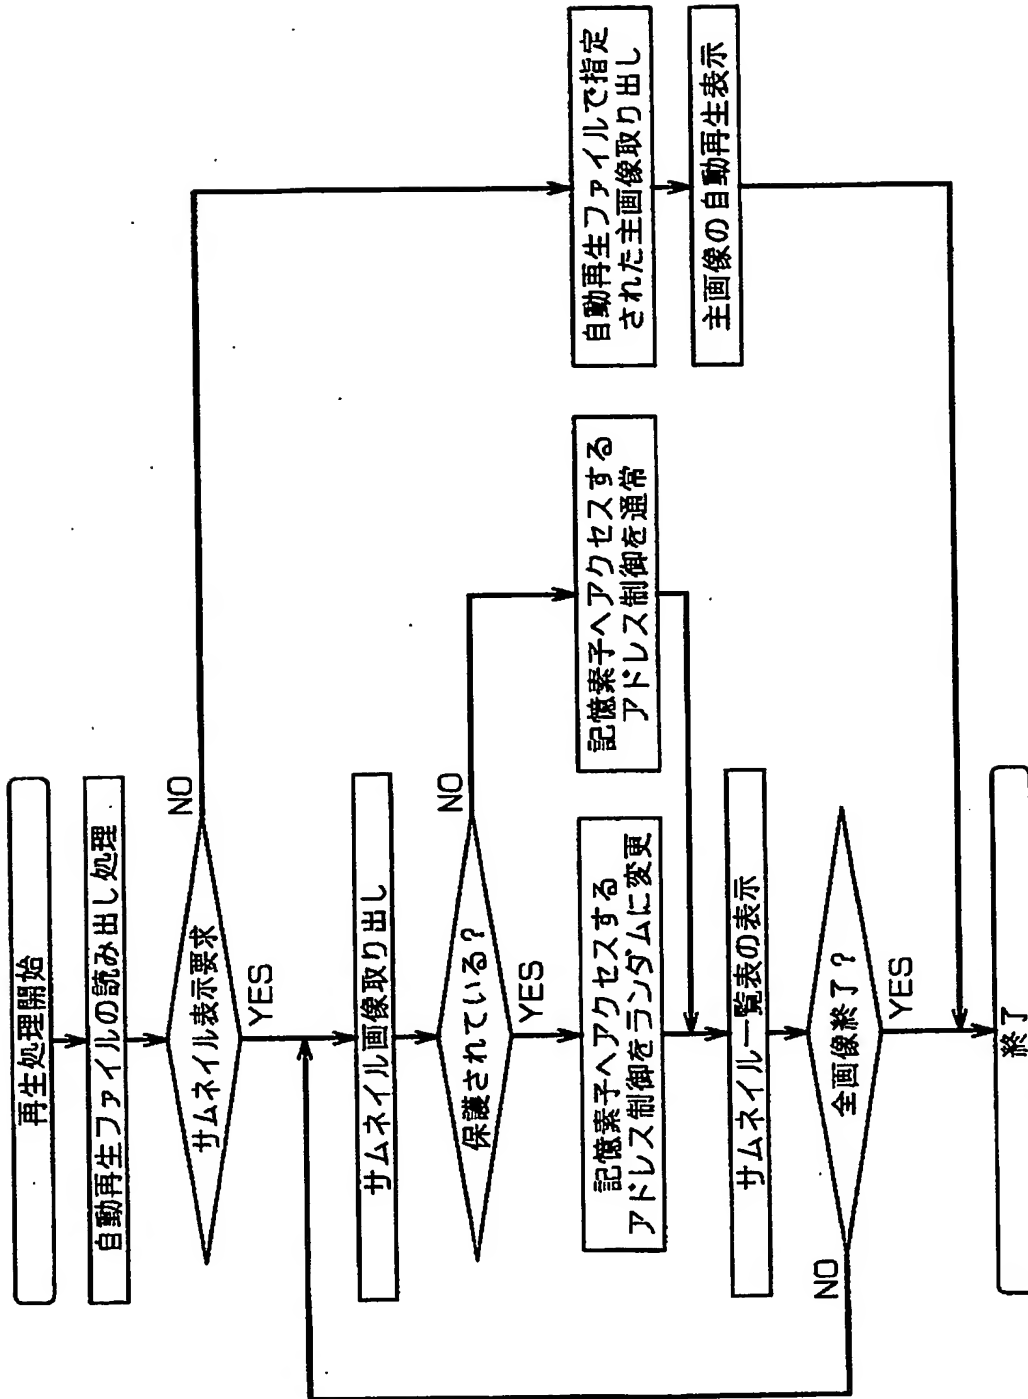 再生処理開始
自動再生ファイルの読み出し処理
サムネイル表示要求
NO
YES
サムネイル画像取り出し
保護されている？
NO
YES
記憶素子へアクセスする
アドレス制御をランダムに変更
記憶素子へアクセスする
アドレス制御を通常
サムネイル一覧表の表示
全画像終了？
NO
YES
自動再生ファイルで指定
された主画像取り出し
主画像の自動再生表示
終了